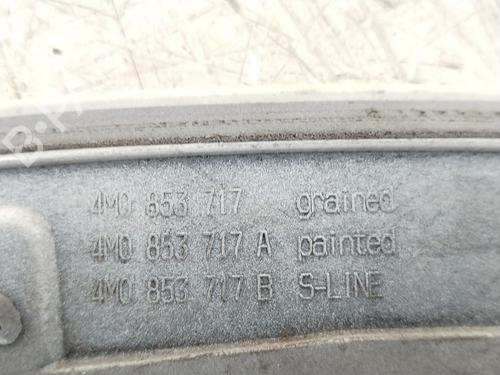 4M0 853 717 grained
4M0 853 717 A painted
4M0 853 717 B S-LINE